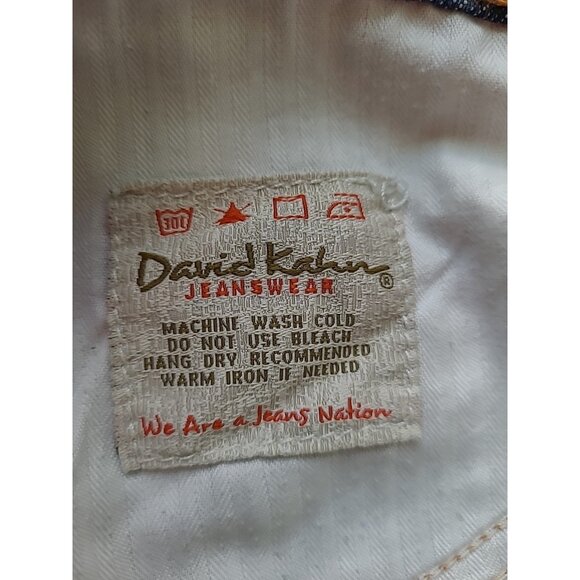 30°
David Kahn®
JEANSWEAR
MACHINE WASH COLD
DO NOT USE BLEACH
HANG DRY RECOMMENDED
WARM IRON IF NEEDED
We Are a Jeans Nation